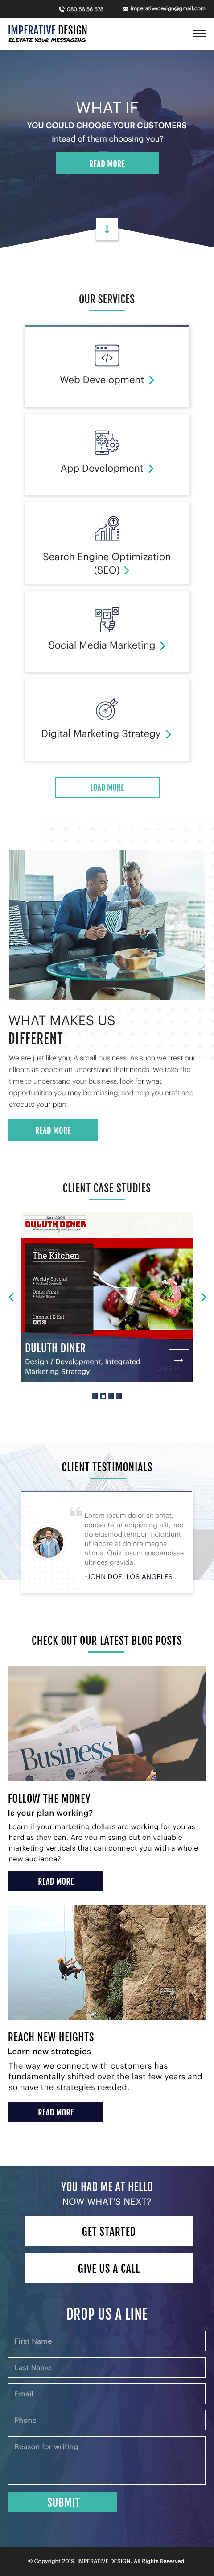 080 56 56 678 imperativedesign@gmail.com
IMPERATIVE DESIGN
ELEVATE YOUR MESSAGING
WHAT IF
YOU COULD CHOOSE YOUR CUSTOMERS
intead of them choosing you?
READ MORE
OUR SERVICES
Web Development
App Development
Search Engine Optimization
(SEO)
Social Media Marketing
Digital Marketing Strategy
LOAD MORE
WHAT MAKES US
DIFFERENT
We are just like you; A small business. As such we treat our
clients as people an understand their needs. We take the
time to understand your business, look for what
opportunities you may be missing, and help you craft and
execute your plan.
READ MORE
CLIENT CASE STUDIES
DULUTH DINER
The Kitchen
Weekly Special
Diner Picks
Connect & Eat
DULUTH DINER
Design / Development, Integrated
Marketing Strategy
CLIENT TESTIMONIALS
Lorem ipsum dolor sit amet,
consectetur adipiscing elit, sed
do eiusmod tempor incididunt
ut labore et dolore magna
aliqua. Quis ipsum suspendisse
ultrices gravida.
-JOHN DOE, LOS ANGELES
CHECK OUT OUR LATEST BLOG POSTS
Business
FOLLOW THE MONEY
Is your plan working?
Learn if your marketing dollars are working for you as
hard as they can. Are you missing out on valuable
marketing verticals that can connect you with a whole
new audience?
READ MORE
REACH NEW HEIGHTS
Learn new strategies
The way we connect with customers has
fundamentally shifted over the last few years and
so have the strategies needed.
READ MORE
YOU HAD ME AT HELLO
NOW WHAT'S NEXT?
GET STARTED
GIVE US A CALL
DROP US A LINE
First Name
Last Name
Email
Phone
Reason for writing
SUBMIT
© Copyright 2019. IMPERATIVE DESIGN. All Rights Reserved.